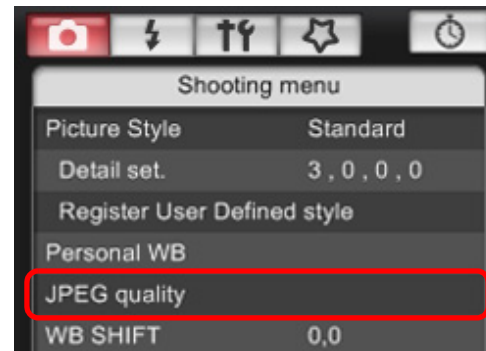 Shooting menu
Picture Style Standard
Detail set. 3 , 0 , 0 , 0
Register User Defined style
Personal WB
JPEG quality
WB SHIFT 0,0